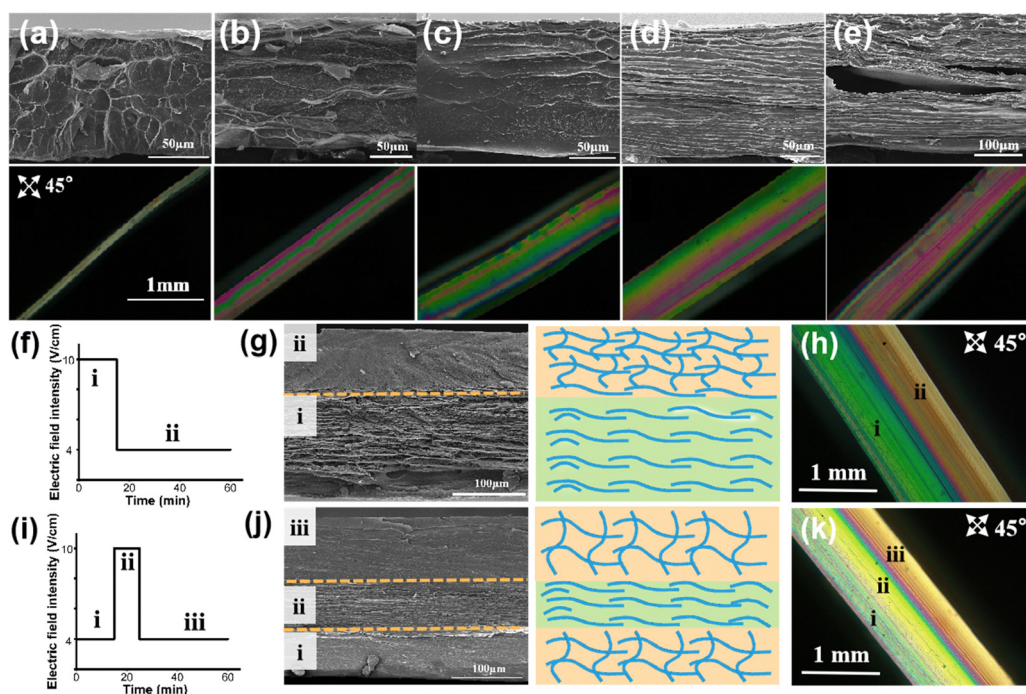 (a) (b) (c) (d) (e)
50μm 50μm 50μm 50μm 100μm
45°
1mm
(f) (g) (h)
Electric field intensity (V/cm)
10
4
i
ii
0 20 40 60
Time (min)
ii
i
100μm
45°
ii
i
1 mm
(i) (j) (k)
Electric field intensity (V/cm)
10
4
i
ii
iii
0 20 40 60
Time (min)
iii
ii
i
100μm
45°
iii
ii
i
1 mm